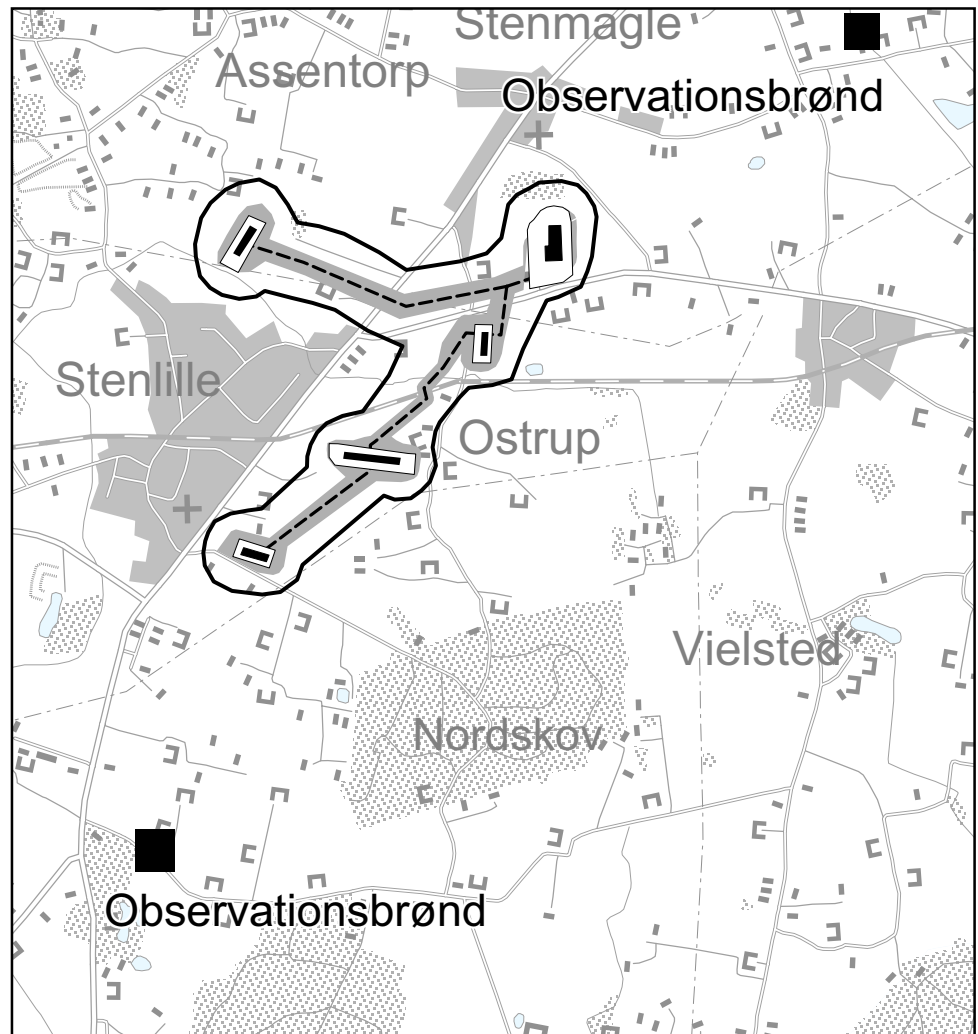 Stenmagle
Assentorp
Observationsbrønd
Stenlille
Ostrup
Vielsted
Nordskov
Observationsbrønd